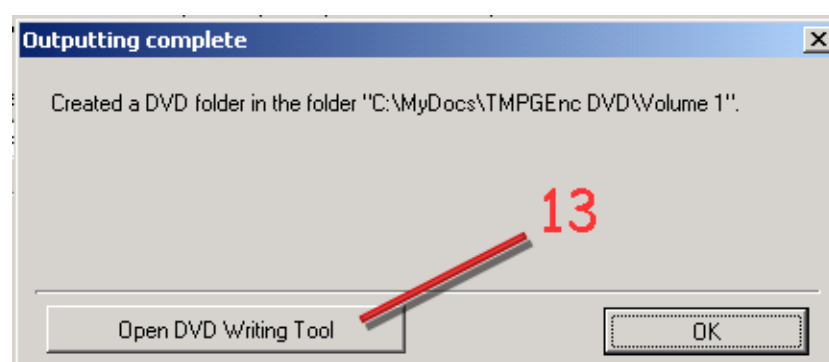 Outputting complete
Created a DVD folder in the folder "C:\MyDocs\TMPGEnc DVD\Volume 1".
13
Open DVD Writing Tool
OK